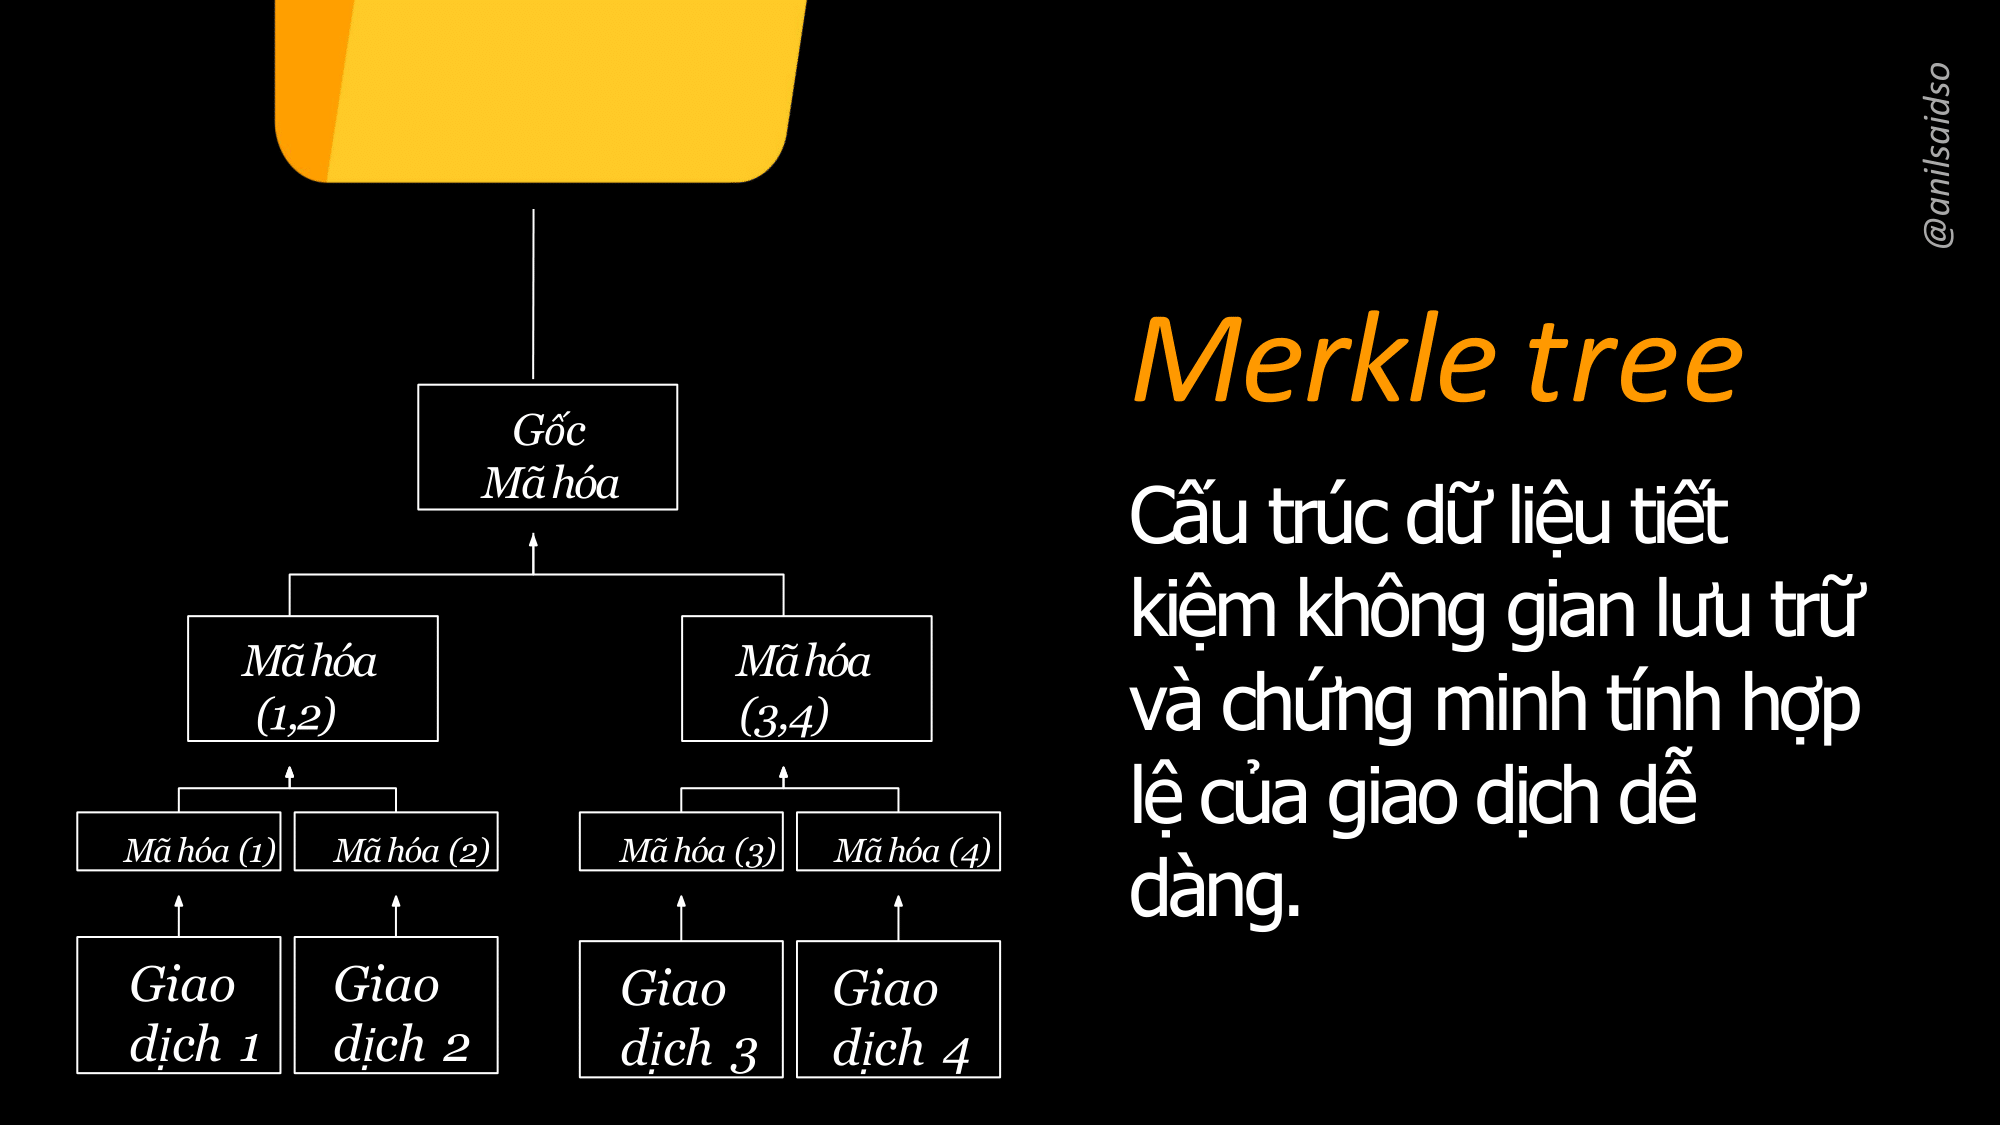 @anilsaidso
Merkle tree
Cấu trúc dữ liệu tiết
kiệm không gian lưu trữ
và chứng minh tính hợp
lệ của giao dịch dễ
dàng.
Gốc
Mã hóa
Mã hóa
(1,2)
Mã hóa
(3,4)
Mã hóa (1)
Mã hóa (2)
Mã hóa (3)
Mã hóa (4)
Giao
dịch 1
Giao
dịch 2
Giao
dịch 3
Giao
dịch 4